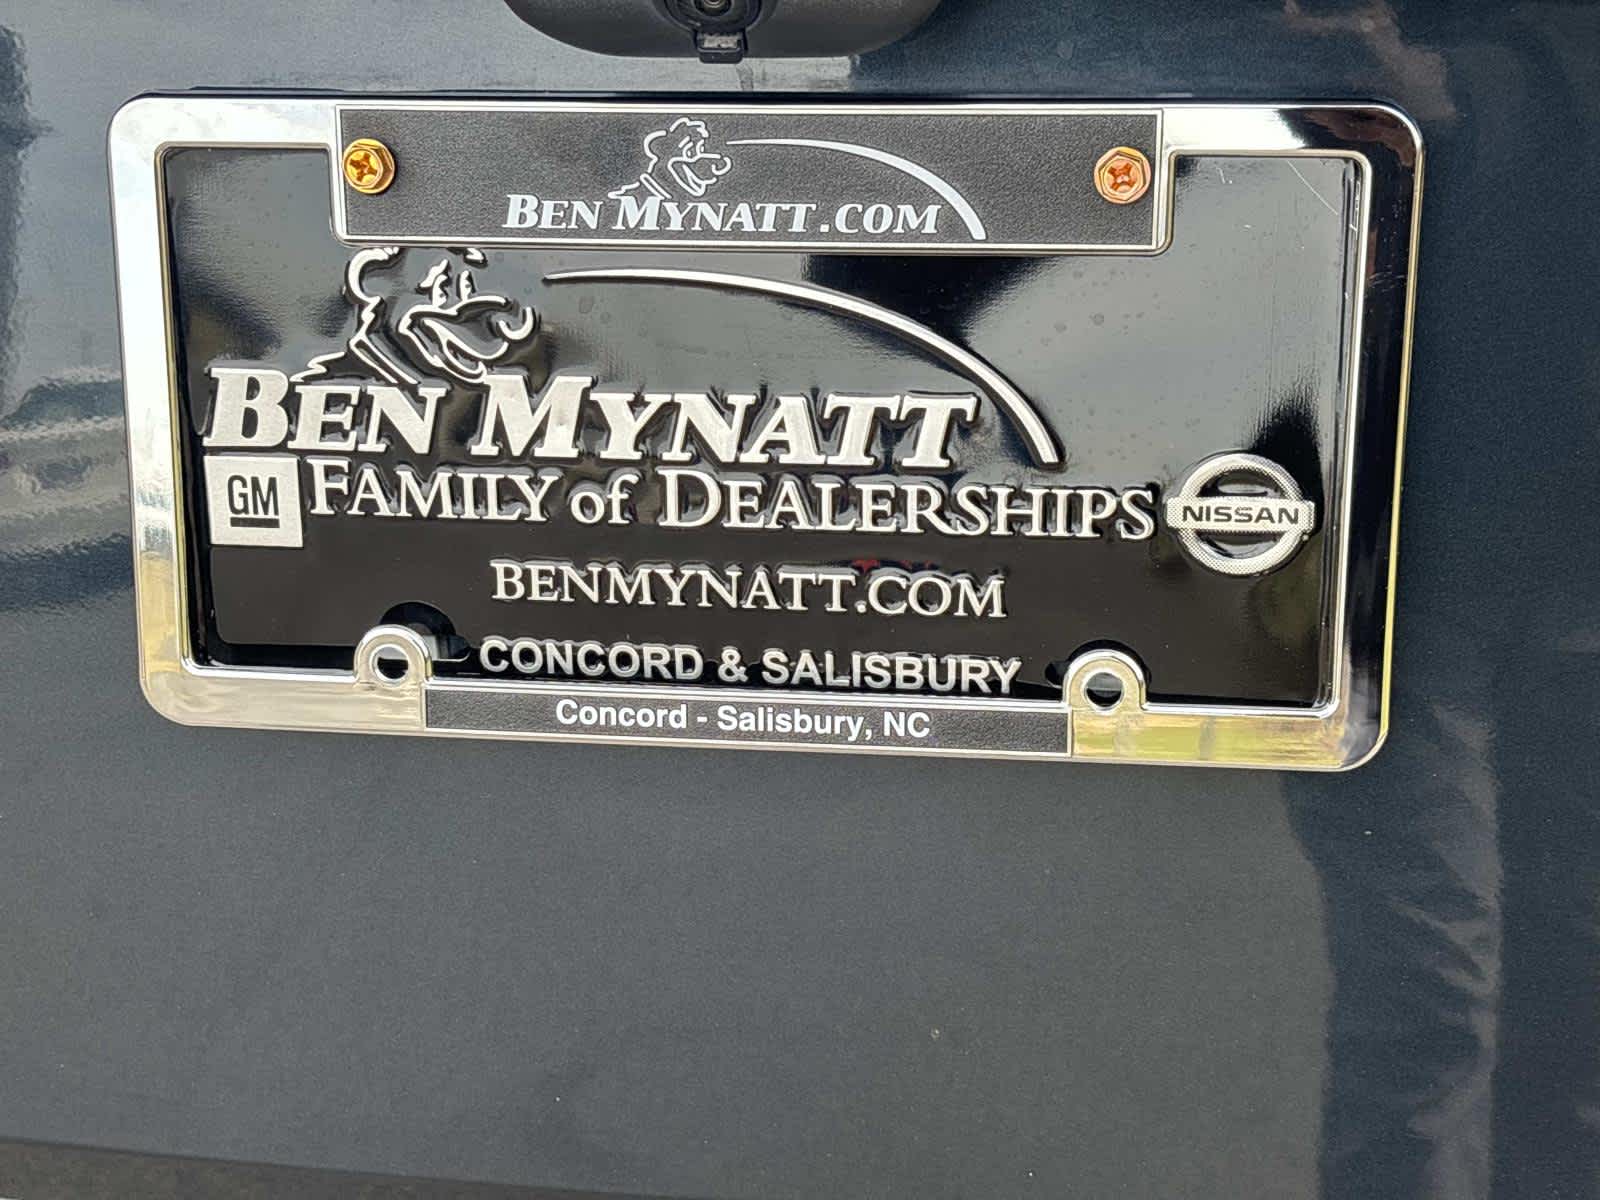 BEN MYNATT.COM
BEN MYNATT
GM FAMILY of DEALERSHIPS NISSAN
BENMYNATT.COM
CONCORD & SALISBURY
Concord - Salisbury, NC